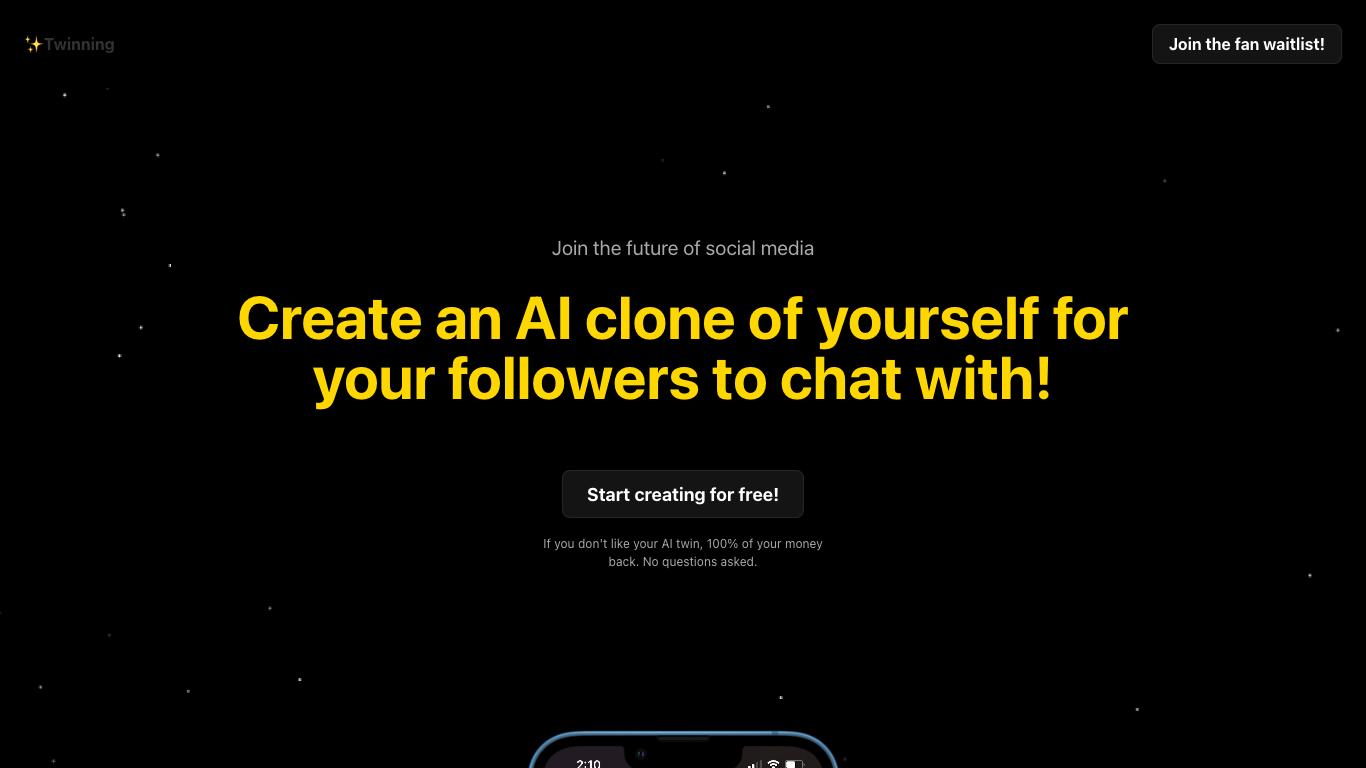 ✨Twinning
Join the fan waitlist!
Join the future of social media
Create an AI clone of yourself for
your followers to chat with!
Start creating for free!
If you don't like your AI twin, 100% of your money
back. No questions asked.
2:10